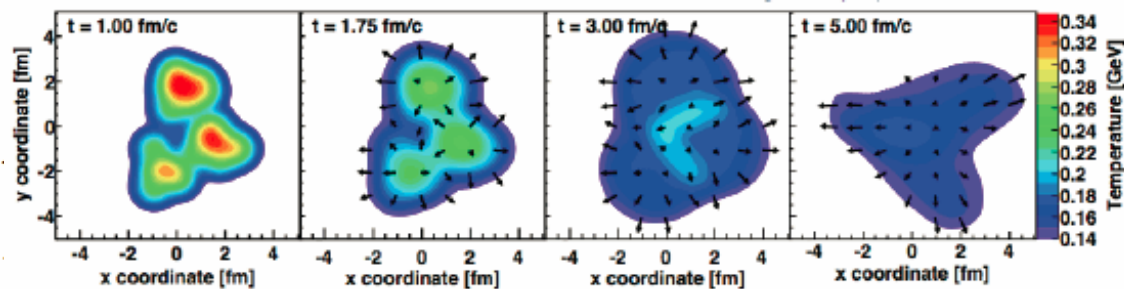 t = 1.00 fm/c
t = 1.75 fm/c
t = 3.00 fm/c
t = 5.00 fm/c
y coordinate [fm]
4
2
0
-2
-4
0.34
0.32
0.3
0.28
0.26
0.24
0.22
0.2
0.18
0.16
0.14
Temperature [GeV]
-4 -2 0 2 4
-4 -2 0 2 4
-4 -2 0 2 4
-4 -2 0 2 4
x coordinate [fm]
x coordinate [fm]
x coordinate [fm]
x coordinate [fm]